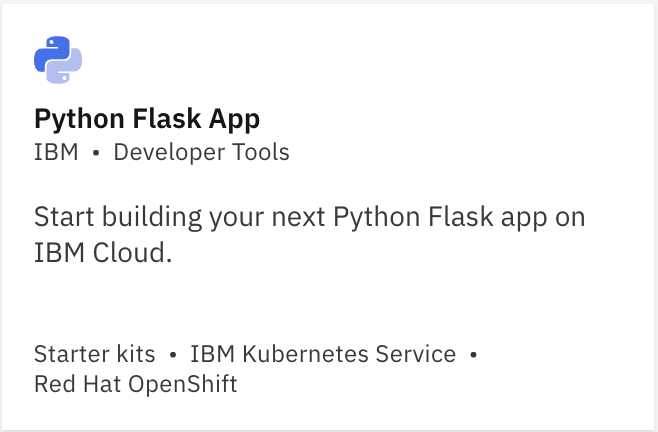 Python Flask App
IBM • Developer Tools
Start building your next Python Flask app on
IBM Cloud.
Starter kits • IBM Kubernetes Service •
Red Hat OpenShift